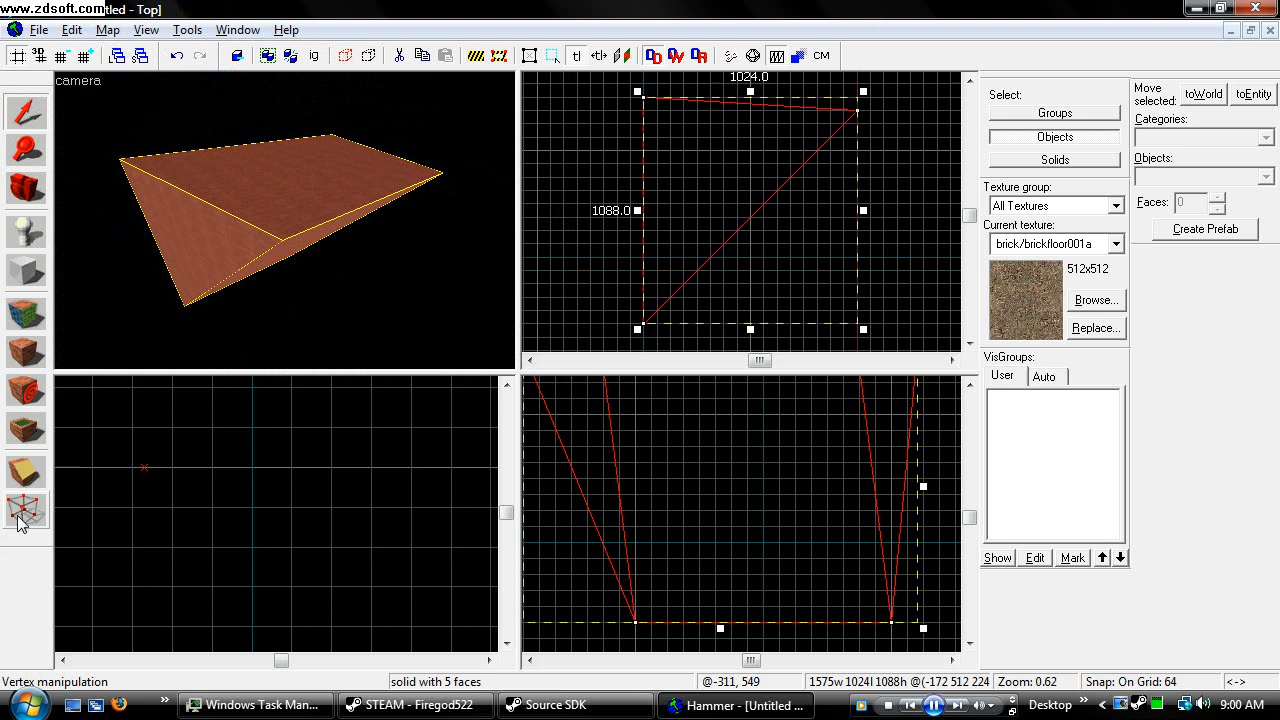 www.zdsoft.com
titled - Top]
File Edit Map View Tools Window Help
3D
ig
tl
CM
camera
1024.0
1088.0
Select:
Groups
Objects
Solids
Texture group:
All Textures
Current texture:
brick/brickfloor001a
512x512
Browse...
Replace...
VisGroups:
User Auto
Show Edit Mark
Move selected:
toWorld toEntity
Categories:
Objects:
Faces: 0
Create Prefab
Vertex manipulation
solid with 5 faces
@-311, 549
1575w 1024l 1088h @(-172 512 224
Zoom: 0.62
Snap: On Grid: 64
<->
Windows Task Man...
STEAM - Firegod522
Source SDK
Hammer - [Untitled ...
Desktop
9:00 AM